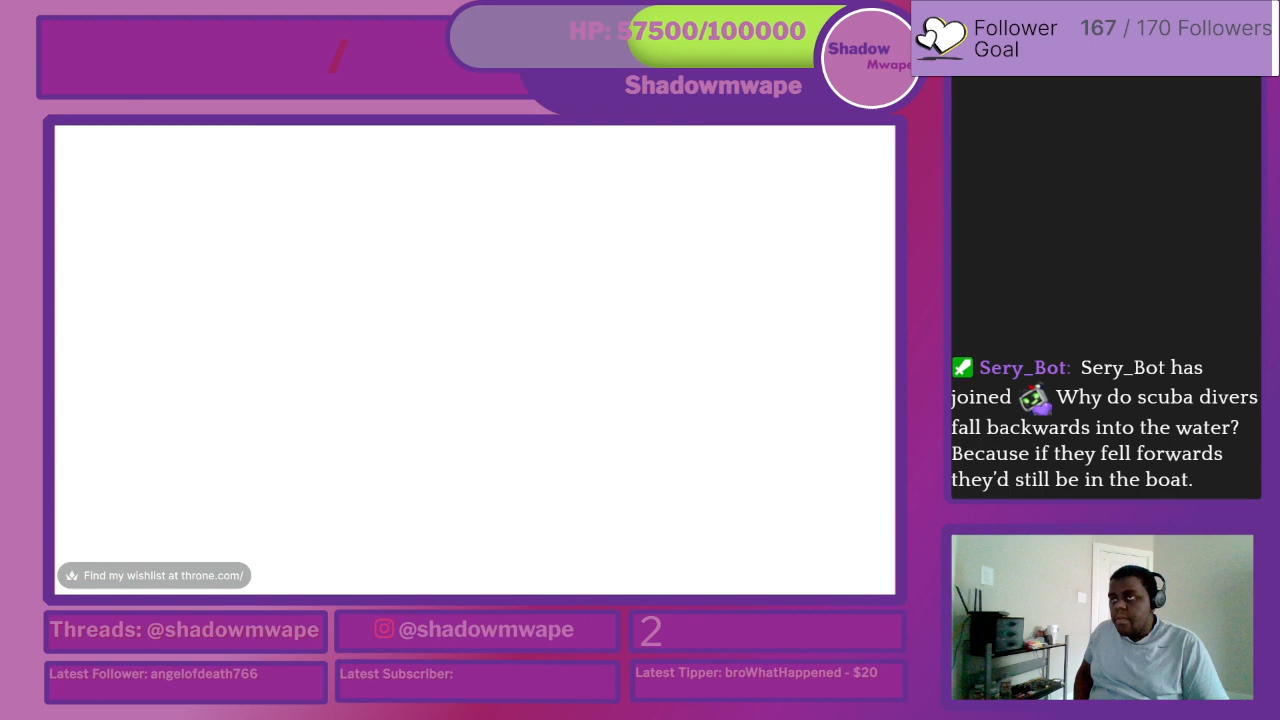 /
HP: 57500/100000
Shadowmwape
Shadow
Mwape
Follower
Goal
167 / 170 Followers
Sery_Bot: Sery_Bot has
joined Why do scuba divers
fall backwards into the water?
Because if they fell forwards
they'd still be in the boat.
Find my wishlist at throne.com/
Threads: @shadowmwape
@shadowmwape
2
Latest Follower: angelofdeath766
Latest Subscriber:
Latest Tipper: broWhatHappened - $20